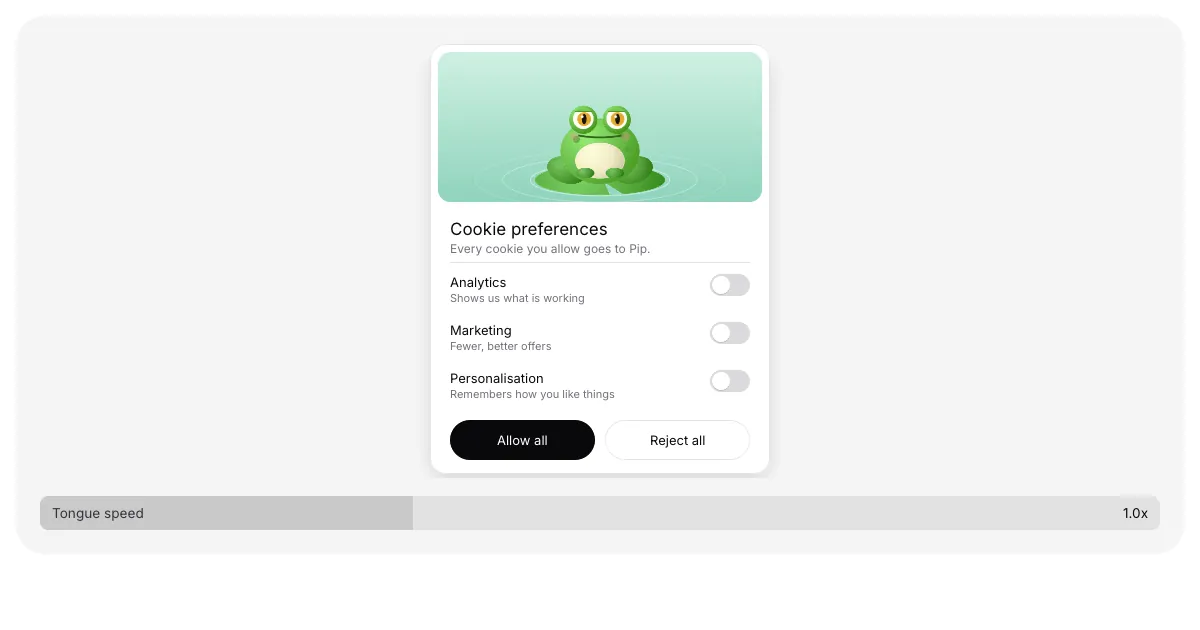 Cookie preferences
Every cookie you allow goes to Pip.
Analytics
Shows us what is working
Marketing
Fewer, better offers
Personalisation
Remembers how you like things
Allow all
Reject all
Tongue speed
1.0x